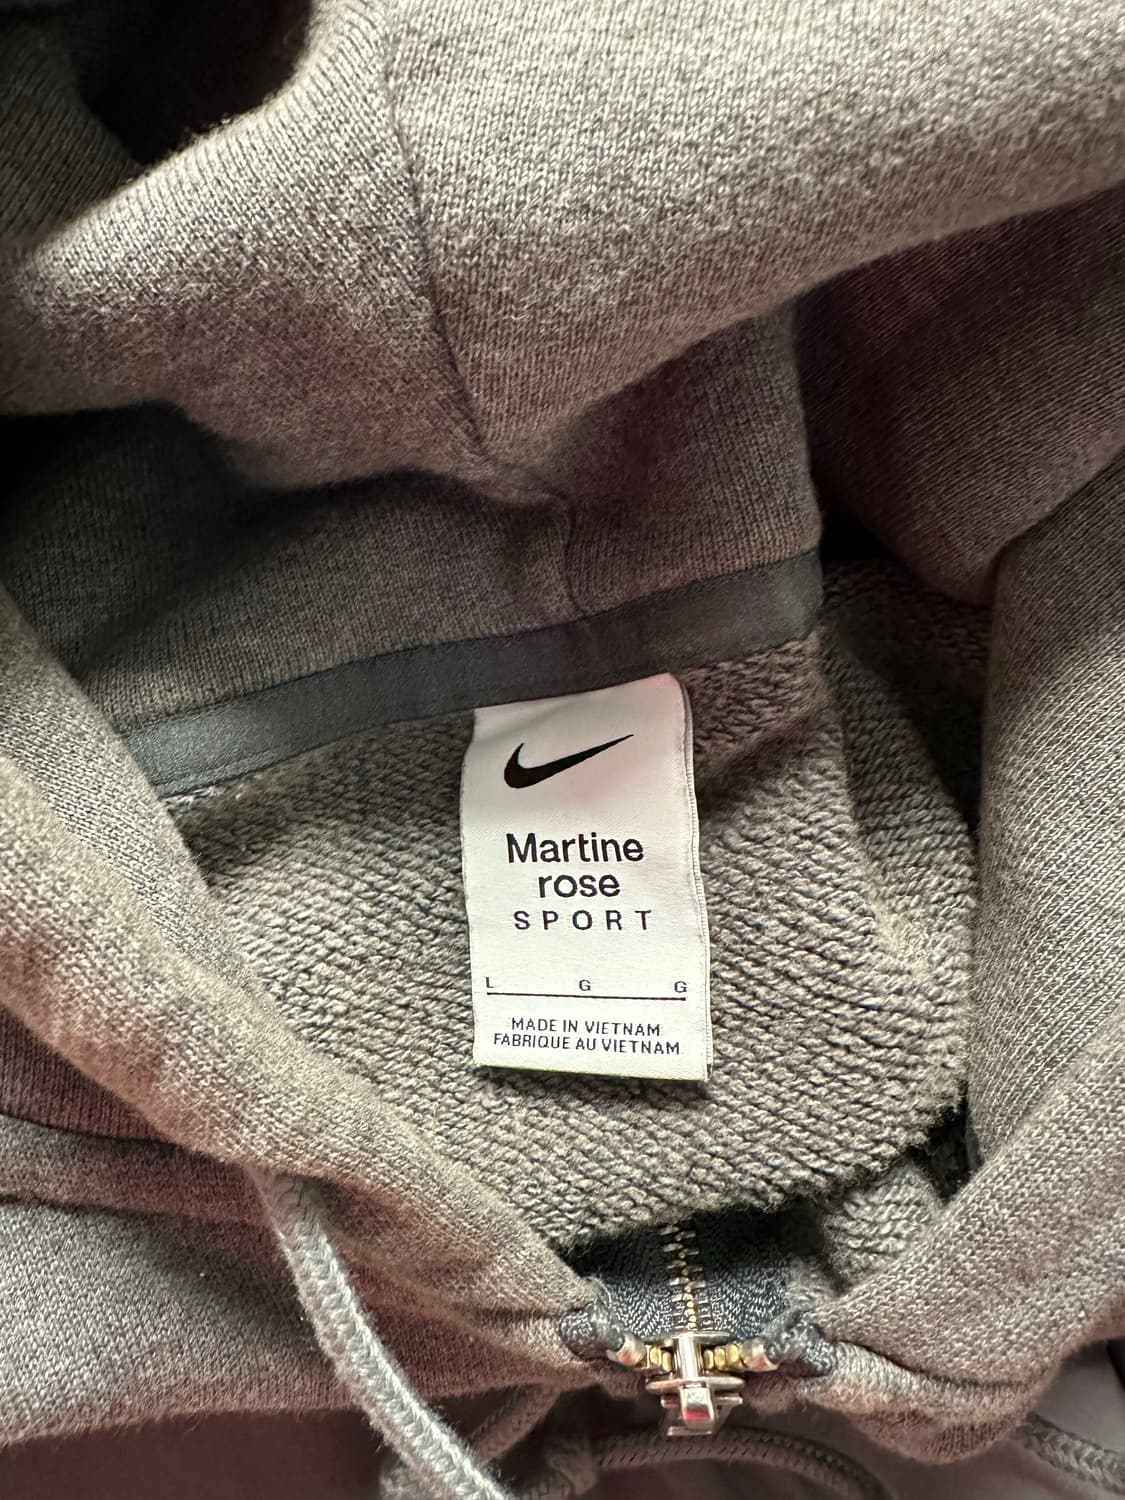 Martine
rose
SPORT
L G G
MADE IN VIETNAM
FABRIQUE AU VIETNAM